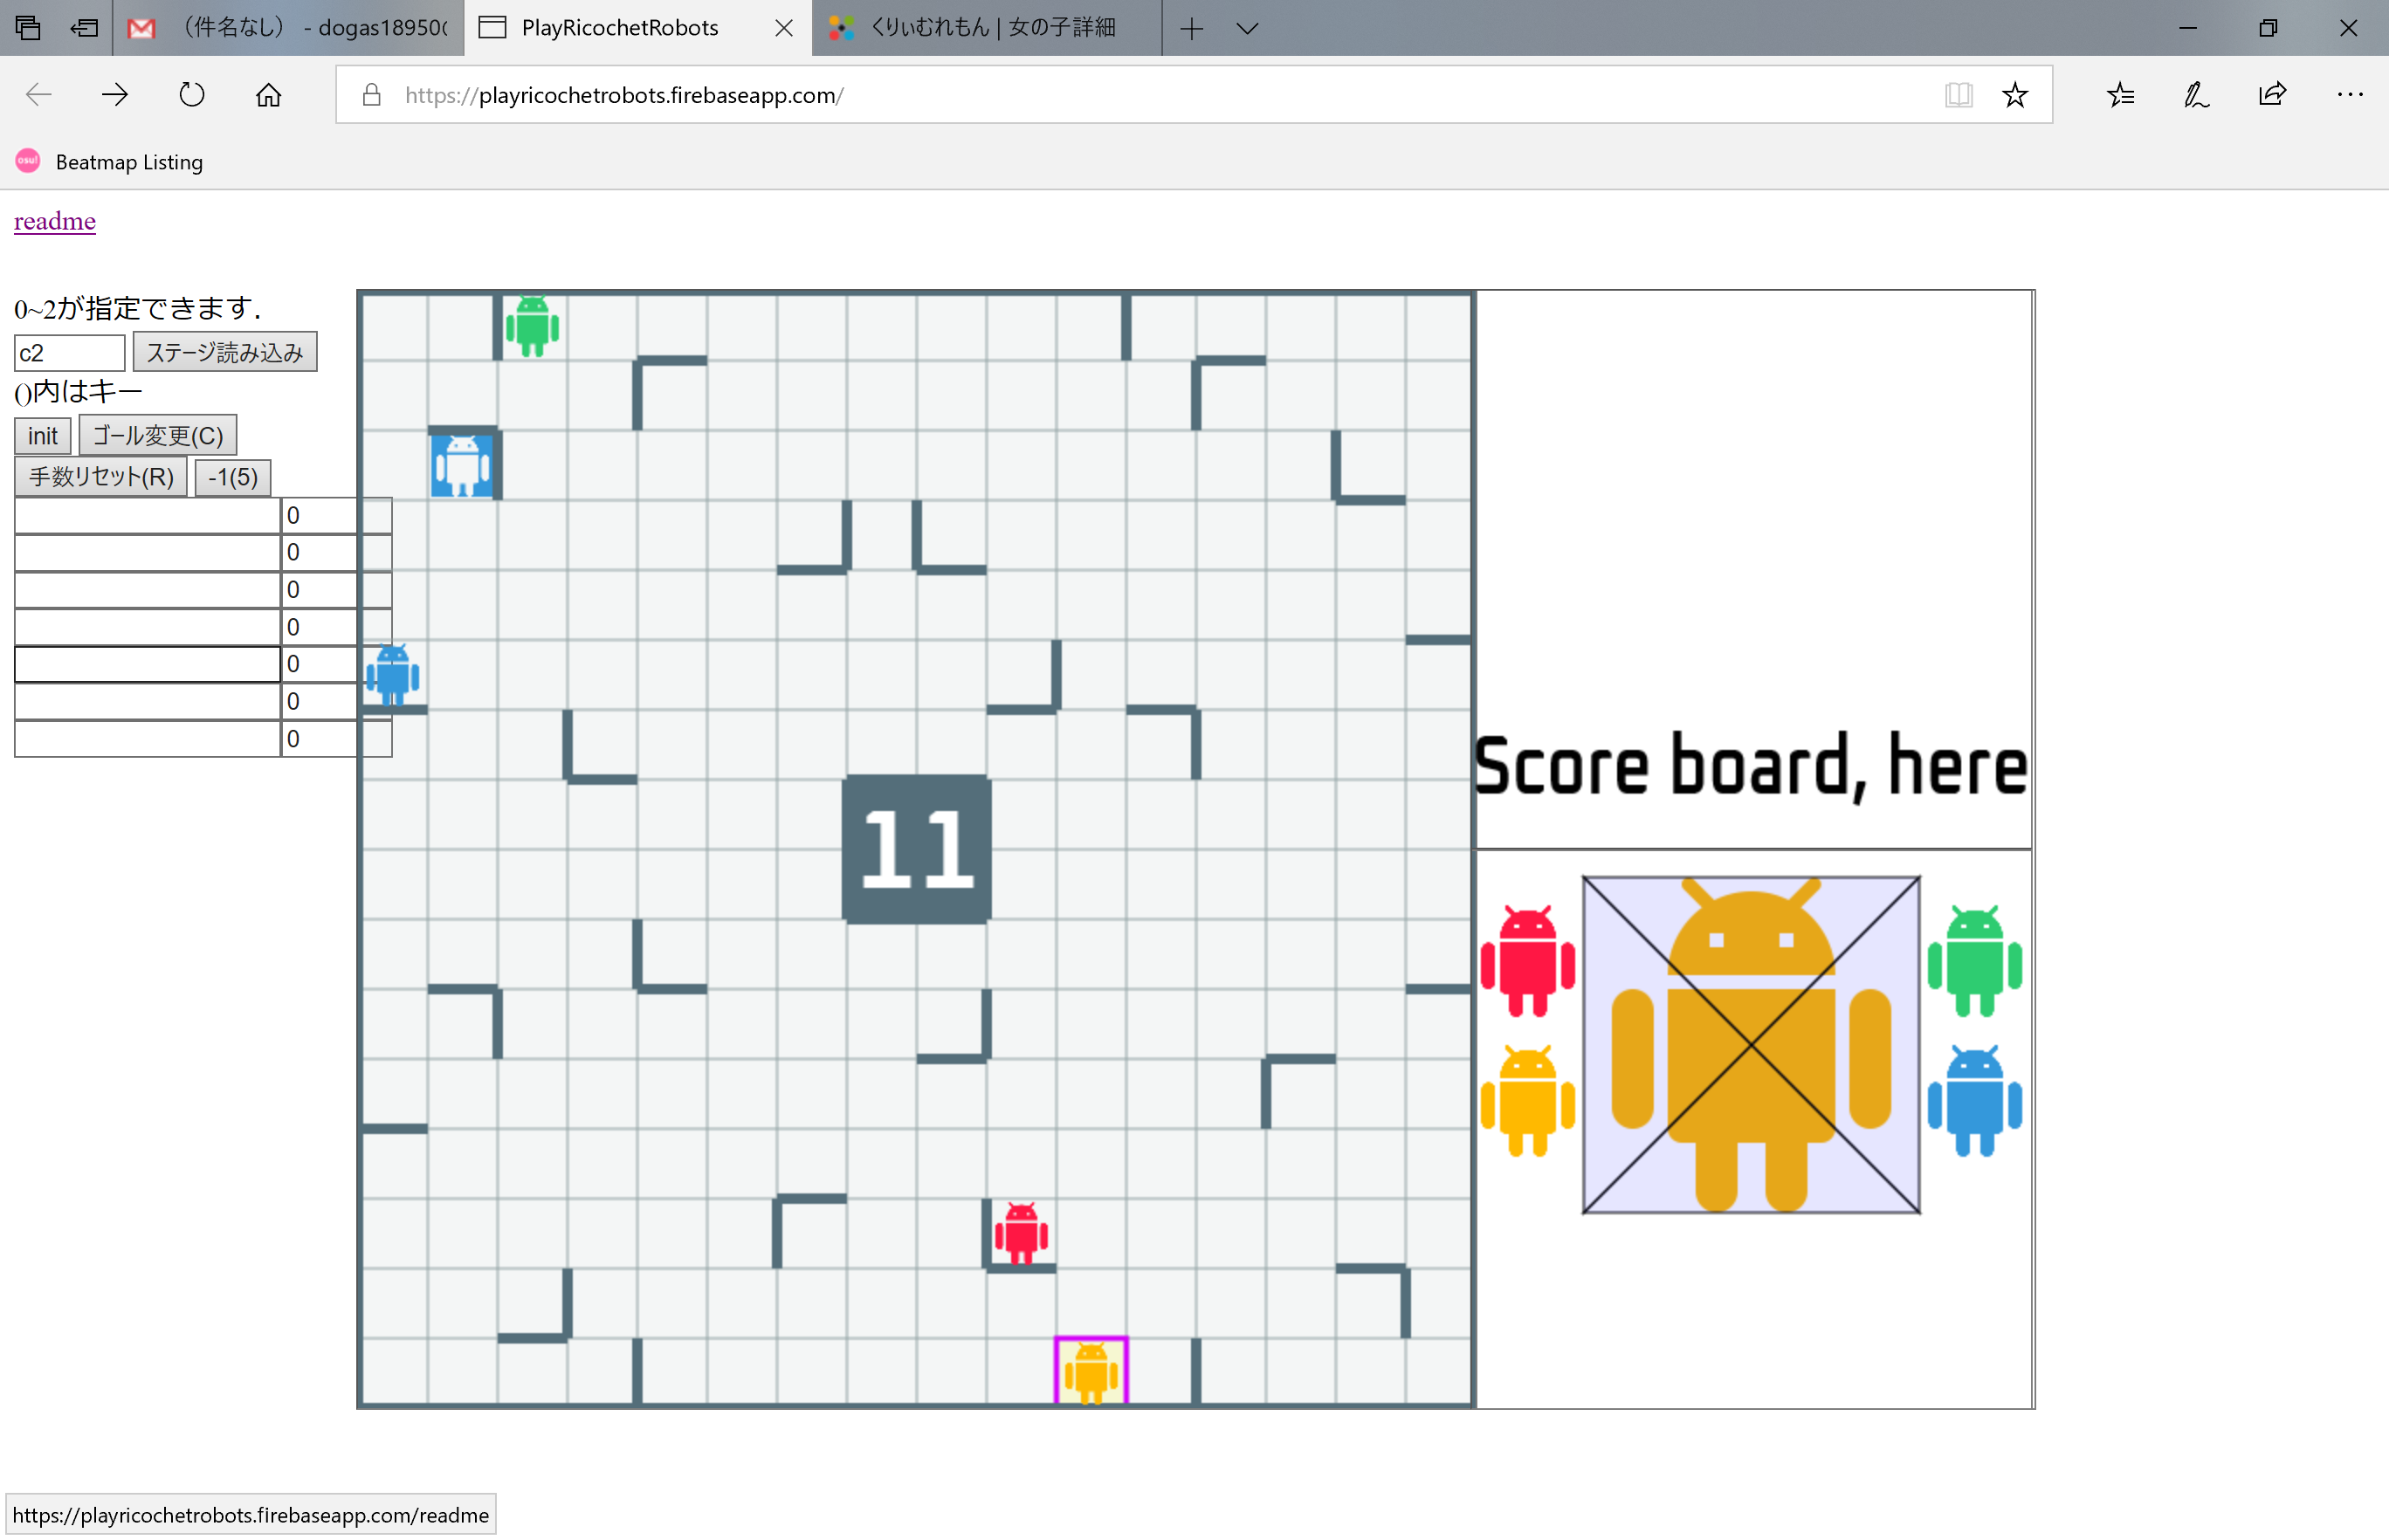 （件名なし） - dogas18950(
PlayRicochetRobots
くりぃむれもん | 女の子詳細
https://playricochetrobots.firebaseapp.com/
osu!
Beatmap Listing
readme
0~2が指定できます.
c2
ステージ読み込み
()内はキー
init
ゴール変更(C)
手数リセット(R)
-1(5)
0
0
0
0
0
0
0
11
Score board, here
https://playricochetrobots.firebaseapp.com/readme